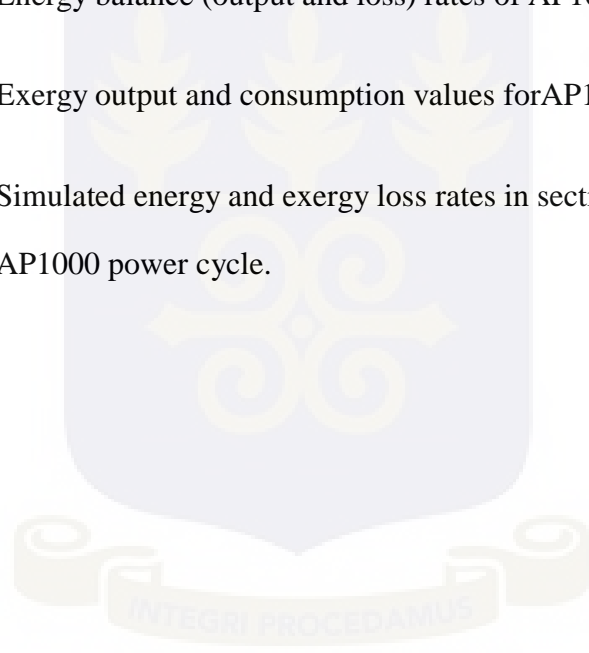 Energy balance (output and loss) rates of AP10
Exergy output and consumption values forAP1
Simulated energy and exergy loss rates in secti
AP1000 power cycle.
INTEGRI PROCEDAMUS